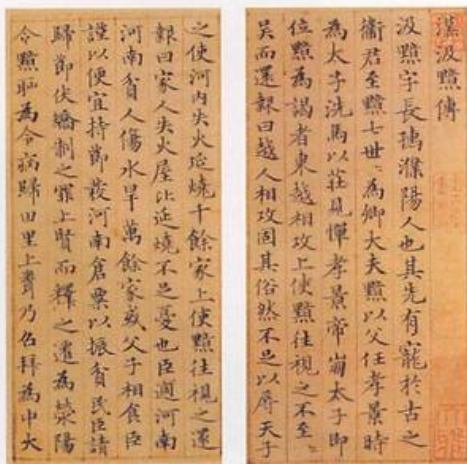 漢汲黯傳
汲黯字長孺濮陽人也其先有寵於古之
衛君至黯七世〻為卿大夫黯以父任孝景時
為太子洗馬以莊見憚孝景帝崩太子即
位黯為謁者東越相攻上使黯往視之不至〻
吳而還報曰越人相攻固其俗然不足以辱天子
之使河内失火延燒千餘家上使黯往視之還
報曰家人失火屋比延燒不足憂也臣過河南
河南貧人傷水旱萬餘家或父子相食臣
謹以便宜持節發河南倉粟以振貧民臣請
歸節伏矯制之罪上賢而釋之遷為滎陽
令黯恥為令病歸田里上聞乃召拜為中大